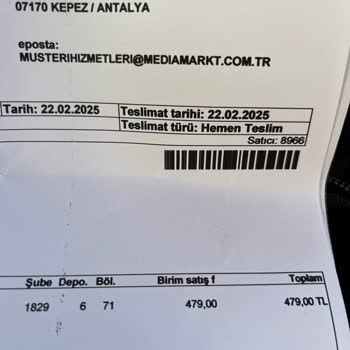 07170 KEPEZ / ANTALYA
eposta:
MUSTERIHIZMETLERI@MEDIAMARKT.COM.TR
Tarih: 22.02.2025 Teslimat tarihi: 22.02.2025
Teslimat türü: Hemen Teslim
Satıcı: 8966
Şube Depo. Böl. Birim satış f Toplam
1829 6 71 479,00 479,00 TL